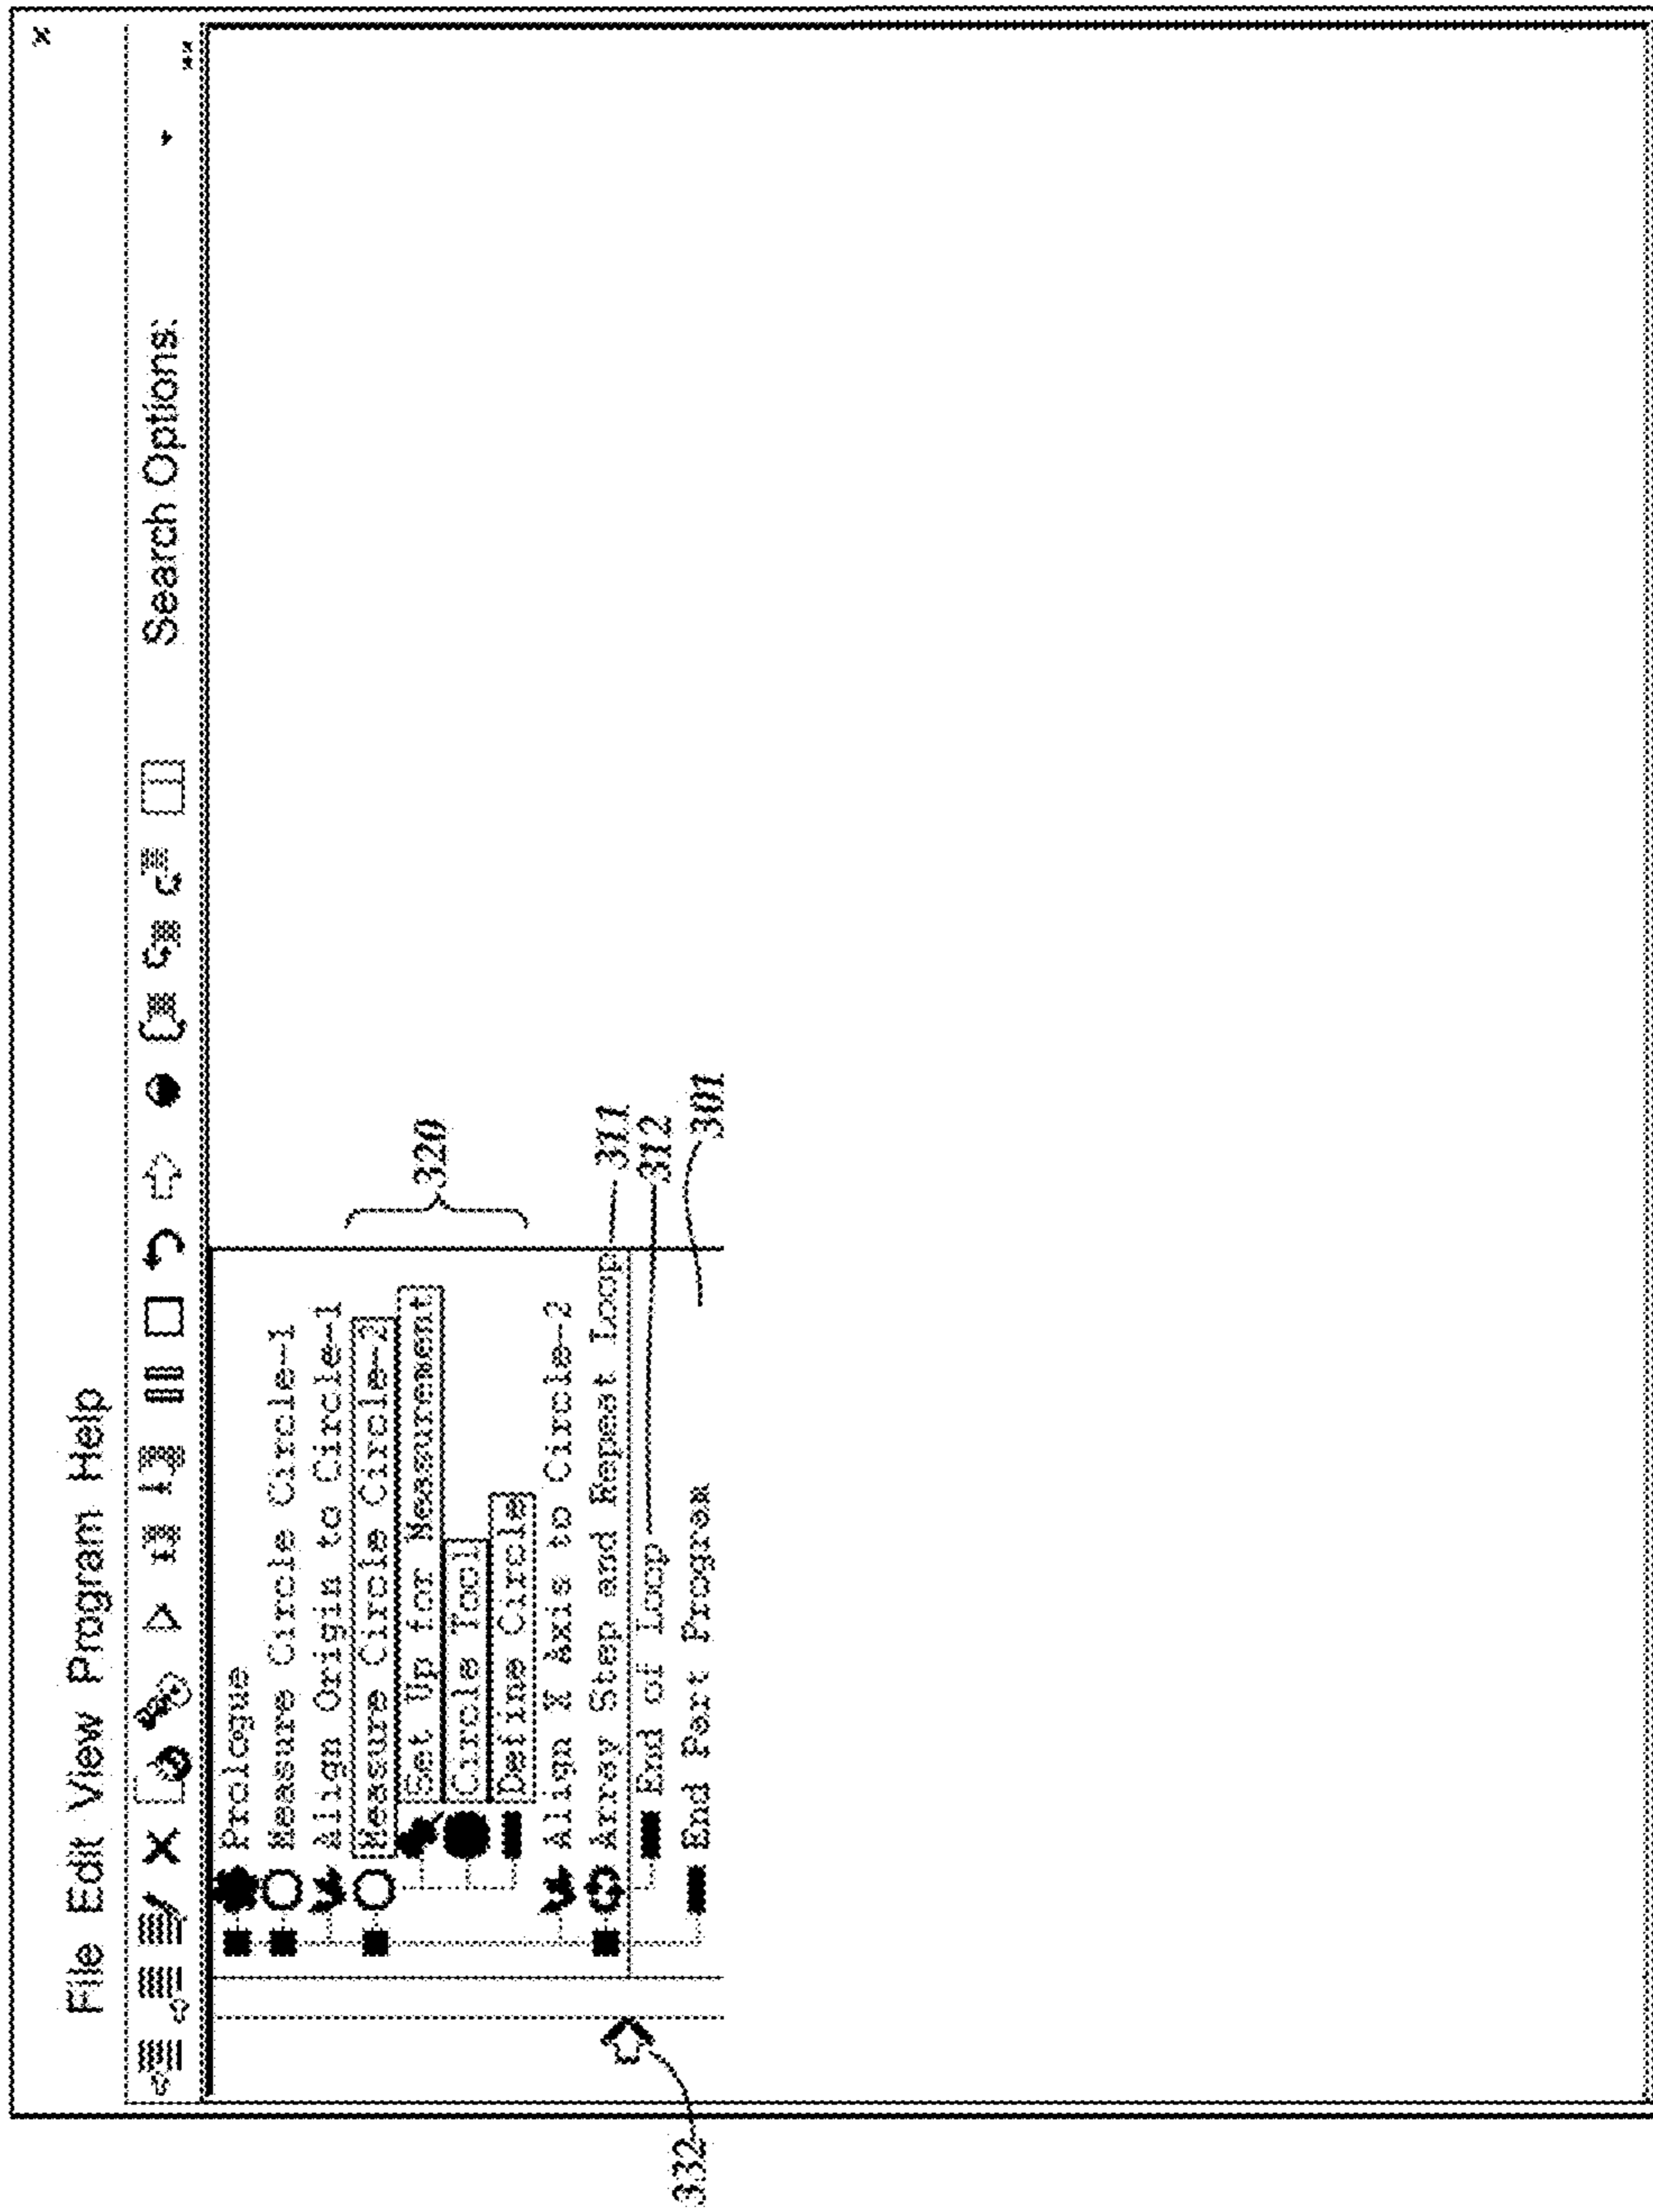 File Edit View Program Help
Search Options:
Prologue
Measure Circle Circle-1
Align Origin to Circle-1
Measure Circle Circle-2
Set Up for Measurement
Circle Tool
Define Circle
320
Align X Axis to Circle-2
Array Step and Repeat Loop 311
End of Loop 312
End Part Program 301
332